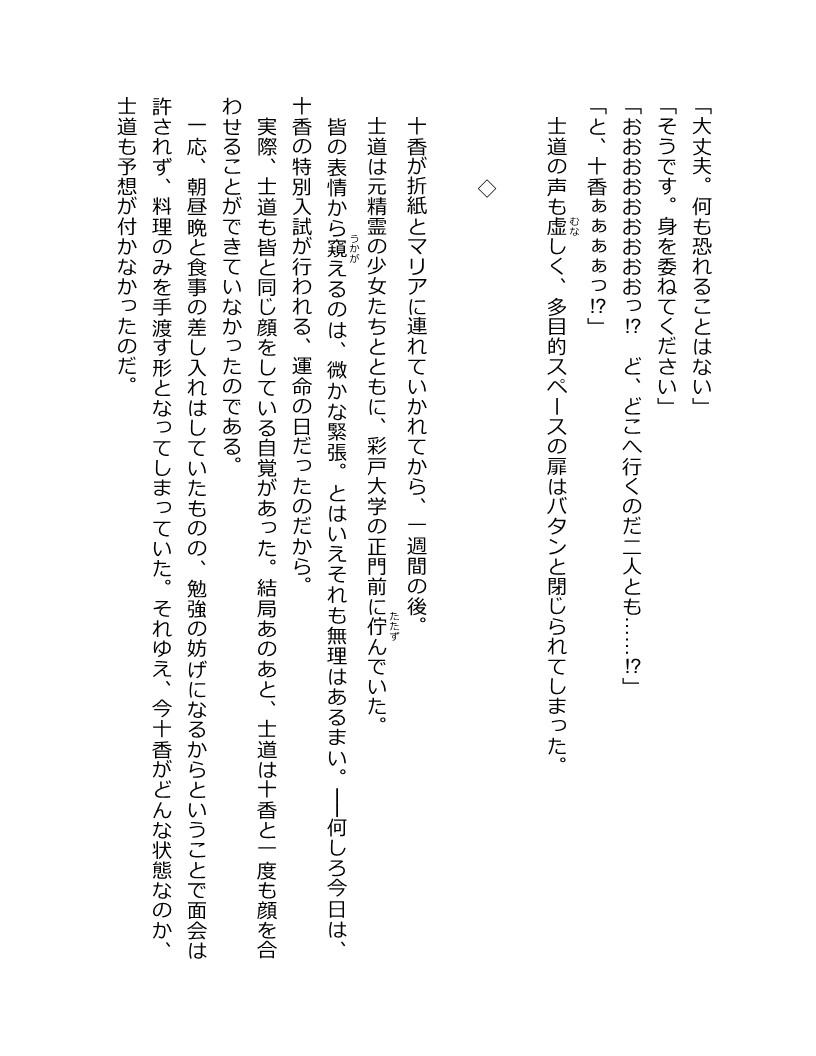 「大丈夫。何も恐れることはない」
「そうです。身を委ねてください」
「おおおおおおおおおっ!?　ど、どこへ行くのだ二人とも……!?」
「と、十香ぁぁぁぁっ!?」
　士道の声も虚しく、多目的スペースの扉はバタンと閉じられてしまった。
◇
　十香が折紙とマリアに連れていかれてから、一週間の後。
　士道は元精霊の少女たちとともに、彩戸大学の正門前に佇んでいた。
　皆の表情から窺えるのは、微かな緊張。とはいえそれも無理はあるまい。――何しろ今日は、
十香の特別入試が行われる、運命の日だったのだから。
　実際、士道も皆と同じ顔をしている自覚があった。結局あのあと、士道は十香と一度も顔を合
わせることができていなかったのである。
　一応、朝昼晩と食事の差し入れはしていたものの、勉強の妨げになるからということで面会は
許されず、料理のみを手渡す形となってしまっていた。それゆえ、今十香がどんな状態なのか、
士道も予想が付かなかったのだ。